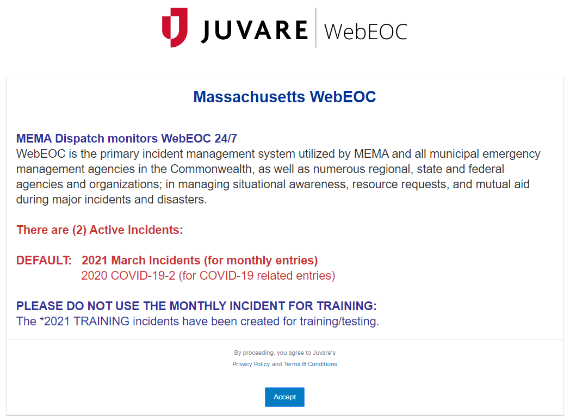 JUVARE WebEOC
Massachusetts WebEOC
MEMA Dispatch monitors WebEOC 24/7
WebEOC is the primary incident management system utilized by MEMA and all municipal emergency
management agencies in the Commonwealth, as well as numerous regional, state and federal
agencies and organizations; in managing situational awareness, resource requests, and mutual aid
during major incidents and disasters.
There are (2) Active Incidents:
DEFAULT: 2021 March Incidents (for monthly entries)
2020 COVID-19-2 (for COVID-19 related entries)
PLEASE DO NOT USE THE MONTHLY INCIDENT FOR TRAINING:
The *2021 TRAINING incidents have been created for training/testing.
By proceeding, you agree to Juvare's
Privacy Policy and Terms & Conditions
Accept